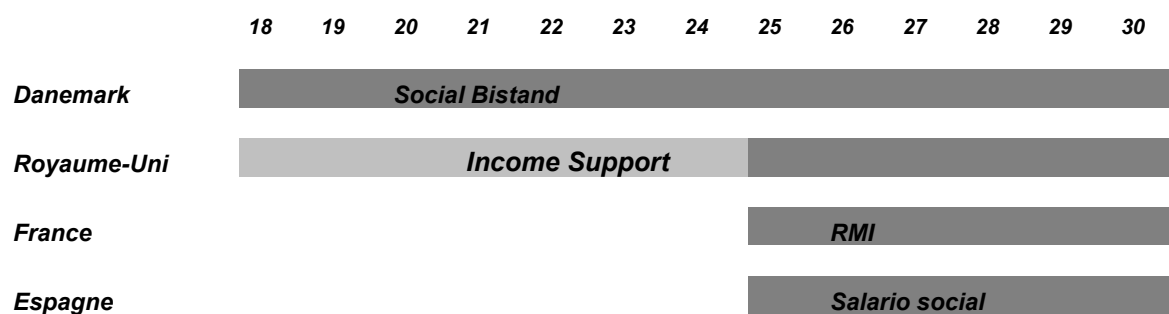 18 19 20 21 22 23 24 25 26 27 28 29 30
Danemark Social Bistand
Royaume-Uni Income Support
France RMI
Espagne Salario social